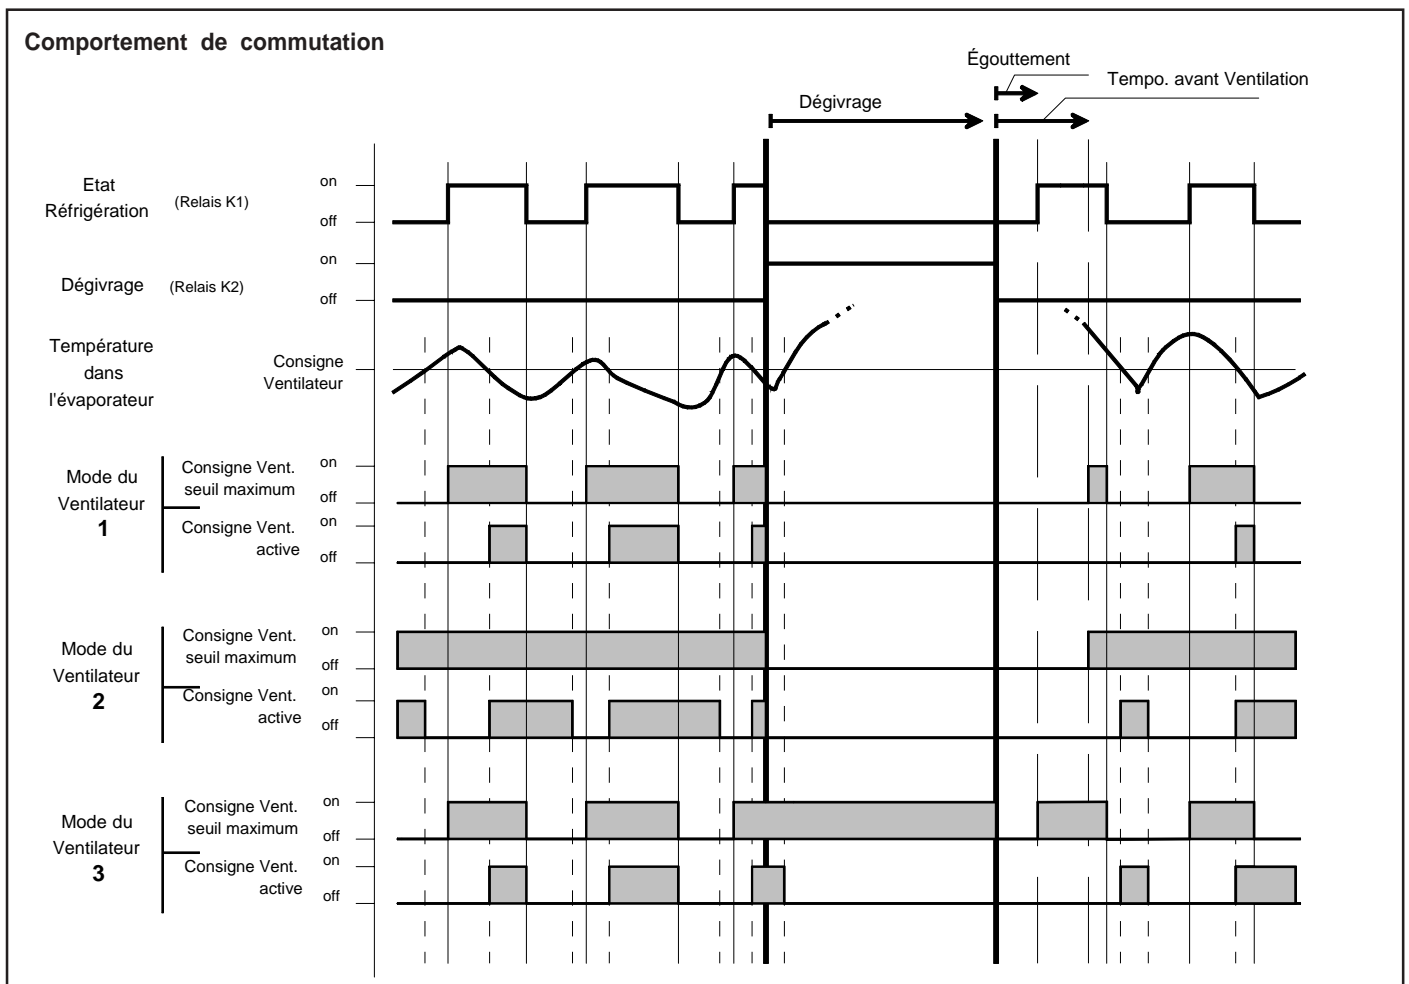 Comportement de commutation
Égouttement
Tempo. avant Ventilation
Dégivrage
Etat
Réfrigération
(Relais K1)
on
off
Dégivrage
(Relais K2)
on
off
Température
dans
l'évaporateur
Consigne
Ventilateur
Mode du
Ventilateur
1
Consigne Vent.
seuil maximum
on
off
Consigne Vent.
active
on
off
Mode du
Ventilateur
2
Consigne Vent.
seuil maximum
on
off
Consigne Vent.
active
on
off
Mode du
Ventilateur
3
Consigne Vent.
seuil maximum
on
off
Consigne Vent.
active
on
off